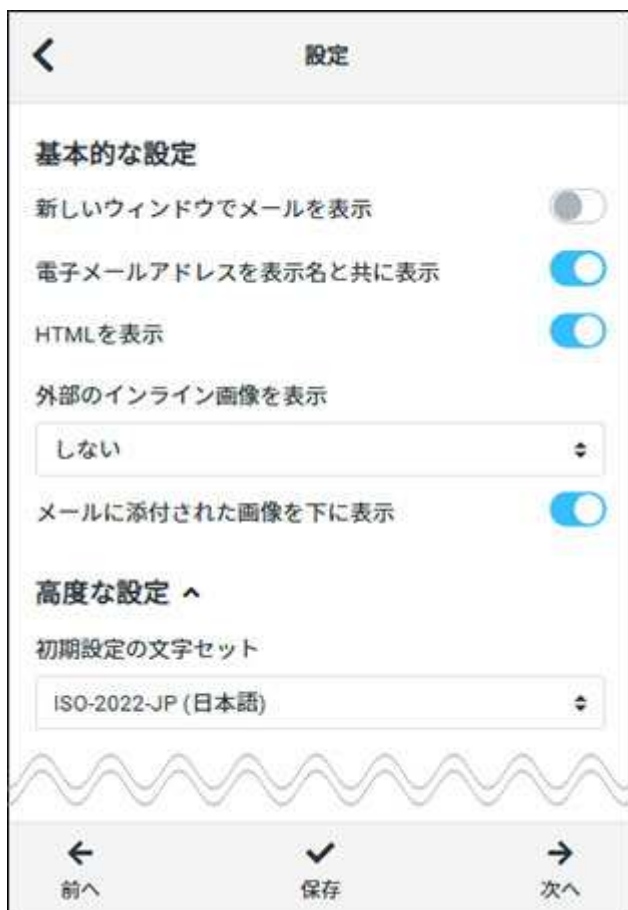 設定
基本的な設定
新しいウィンドウでメールを表示
電子メールアドレスを表示名と共に表示
HTMLを表示
外部のインライン画像を表示
しない
メールに添付された画像を下に表示
高度な設定
初期設定の文字セット
ISO-2022-JP (日本語)
前へ
保存
次へ